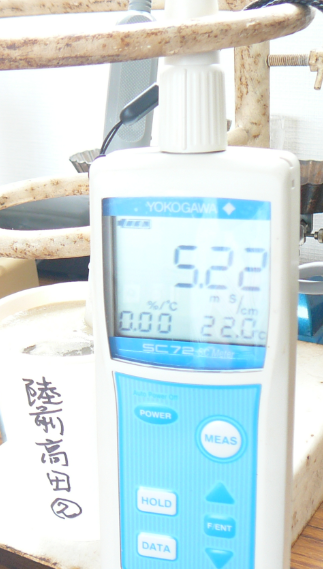 YOKOGAWA
5.22
m S/cm
%/°C
0.00 22.0°C
SC72
POWER
MEAS
HOLD
F/ENT
DATA
陸前高田②